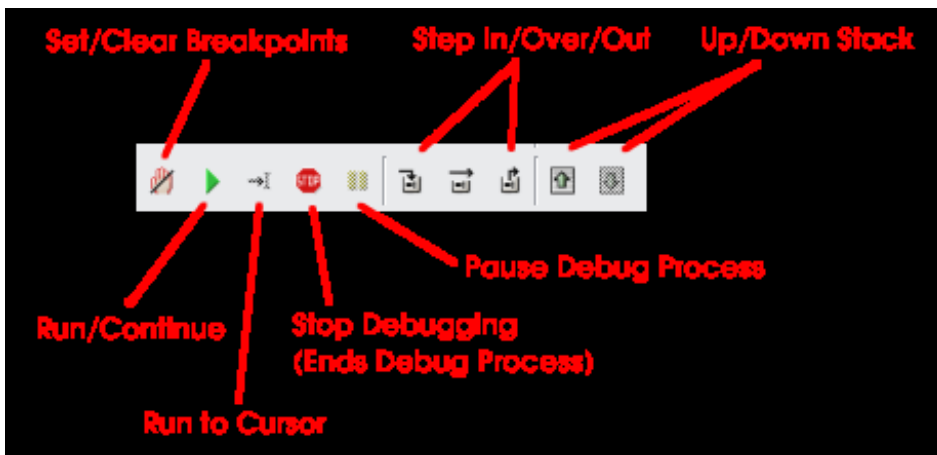 Set/Clear Breakpoints
Step In/Over/Out
Up/Down Stack
STOP
Pause Debug Process
Run/Continue
Stop Debugging
(Ends Debug Process)
Run to Cursor